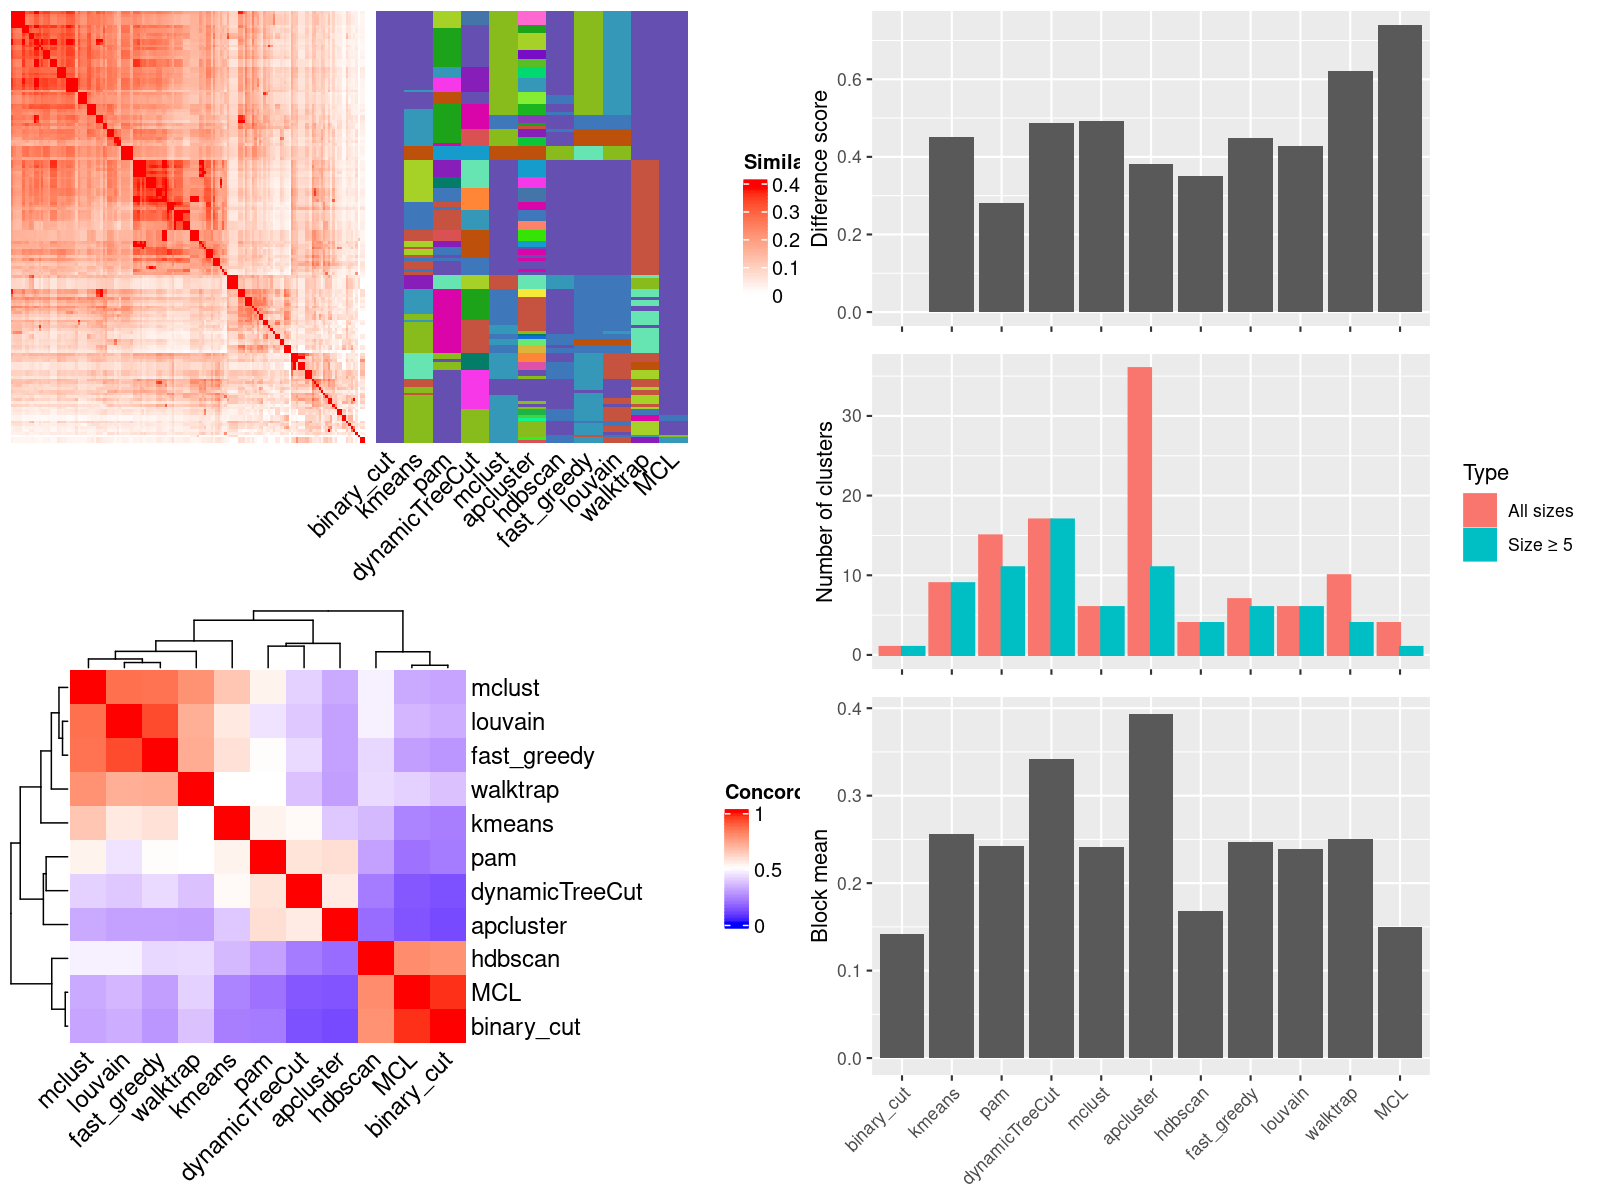 Simila
0.4
0.3
0.2
0.1
0
binary_cut
kmeans
pam
dynamicTreeCut
mclust
apcluster
hdbscan
fast_greedy
louvain
walktrap
MCL
Difference score
0.6
0.4
0.2
0.0
Number of clusters
30
20
10
0
Type
All sizes
Size ≥ 5
mclust
louvain
fast_greedy
walktrap
kmeans
pam
dynamicTreeCut
apcluster
hdbscan
MCL
binary_cut
mclust
louvain
fast_greedy
walktrap
kmeans
pam
dynamicTreeCut
apcluster
hdbscan
MCL
binary_cut
Concord
1
0.5
0
Block mean
0.4
0.3
0.2
0.1
0.0
binary_cut
kmeans
pam
dynamicTreeCut
mclust
apcluster
hdbscan
fast_greedy
louvain
walktrap
MCL